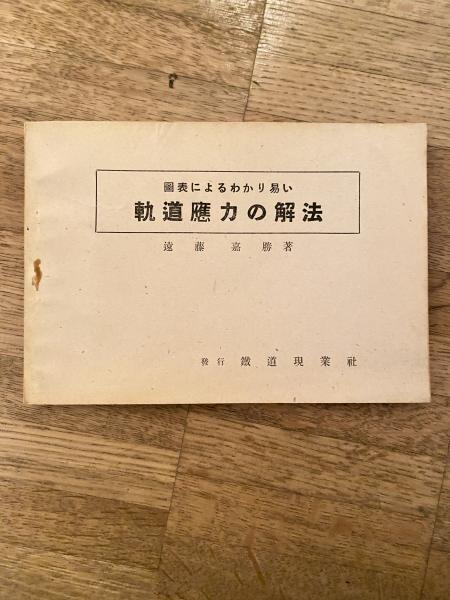 圖表によるわかり易い
軌道應力の解法
遠藤嘉勝著
發行 鐵道現業社